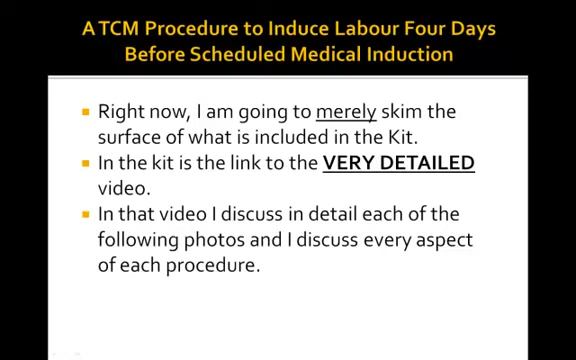 A TCM Procedure to Induce Labour Four Days
Before Scheduled Medical Induction
Right now, I am going to merely skim the
surface of what is included in the Kit.
In the kit is the link to the VERY DETAILED
video.
In that video I discuss in detail each of the
following photos and I discuss every aspect
of each procedure.